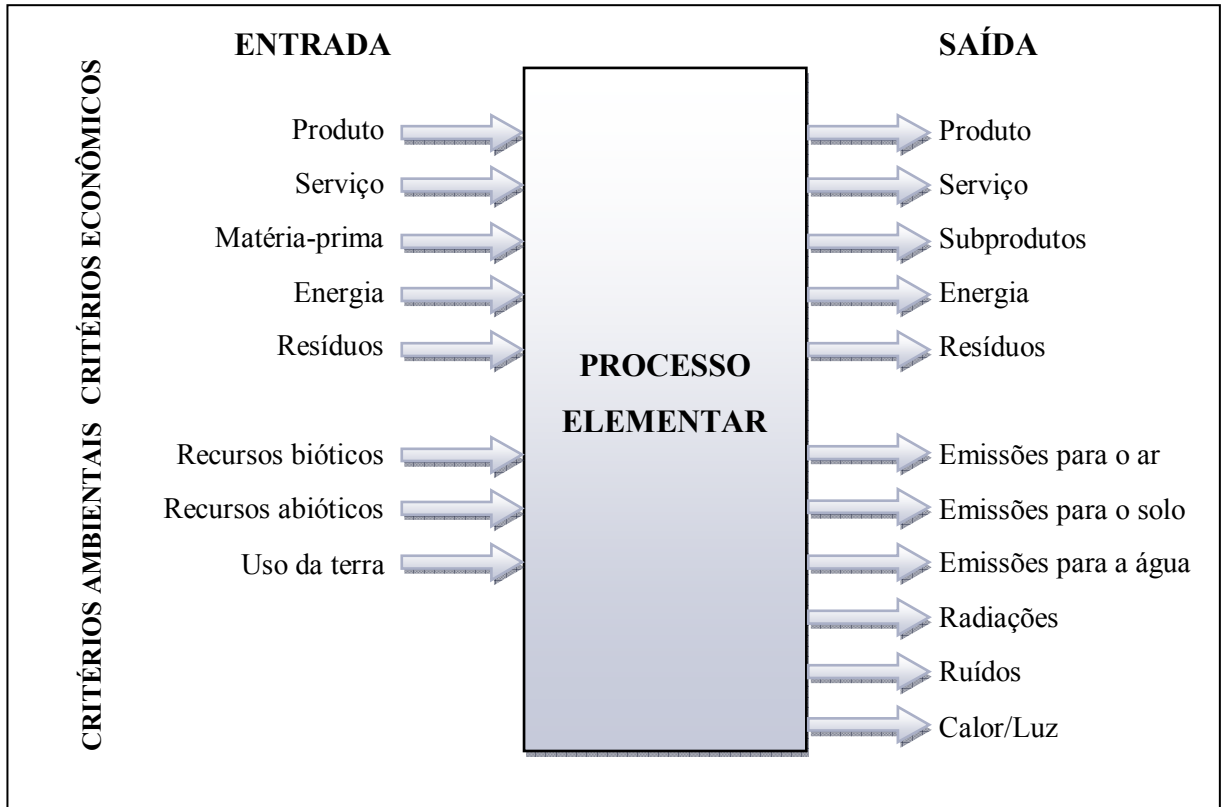 ENTRADA
SAÍDA
CRITÉRIOS ECONÔMICOS
CRITÉRIOS AMBIENTAIS
Produto
Serviço
Matéria-prima
Energia
Resíduos
Recursos bióticos
Recursos abióticos
Uso da terra
PROCESSO
ELEMENTAR
Produto
Serviço
Subprodutos
Energia
Resíduos
Emissões para o ar
Emissões para o solo
Emissões para a água
Radiações
Ruídos
Calor/Luz